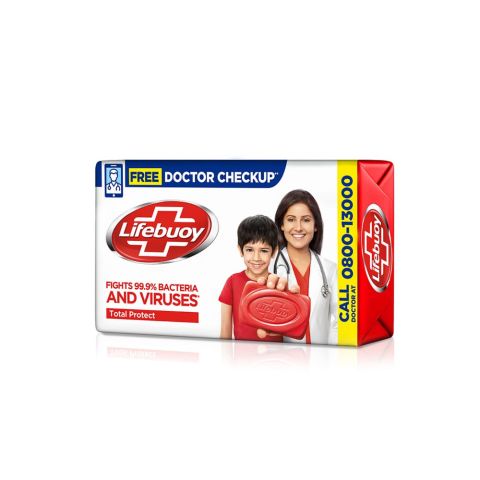 FREE DOCTOR CHECKUP**
Lifebuoy
FIGHTS 99.9% BACTERIA
AND VIRUSES*
Total Protect
CALL 0800-13000
DOCTOR AT
Lifebuoy